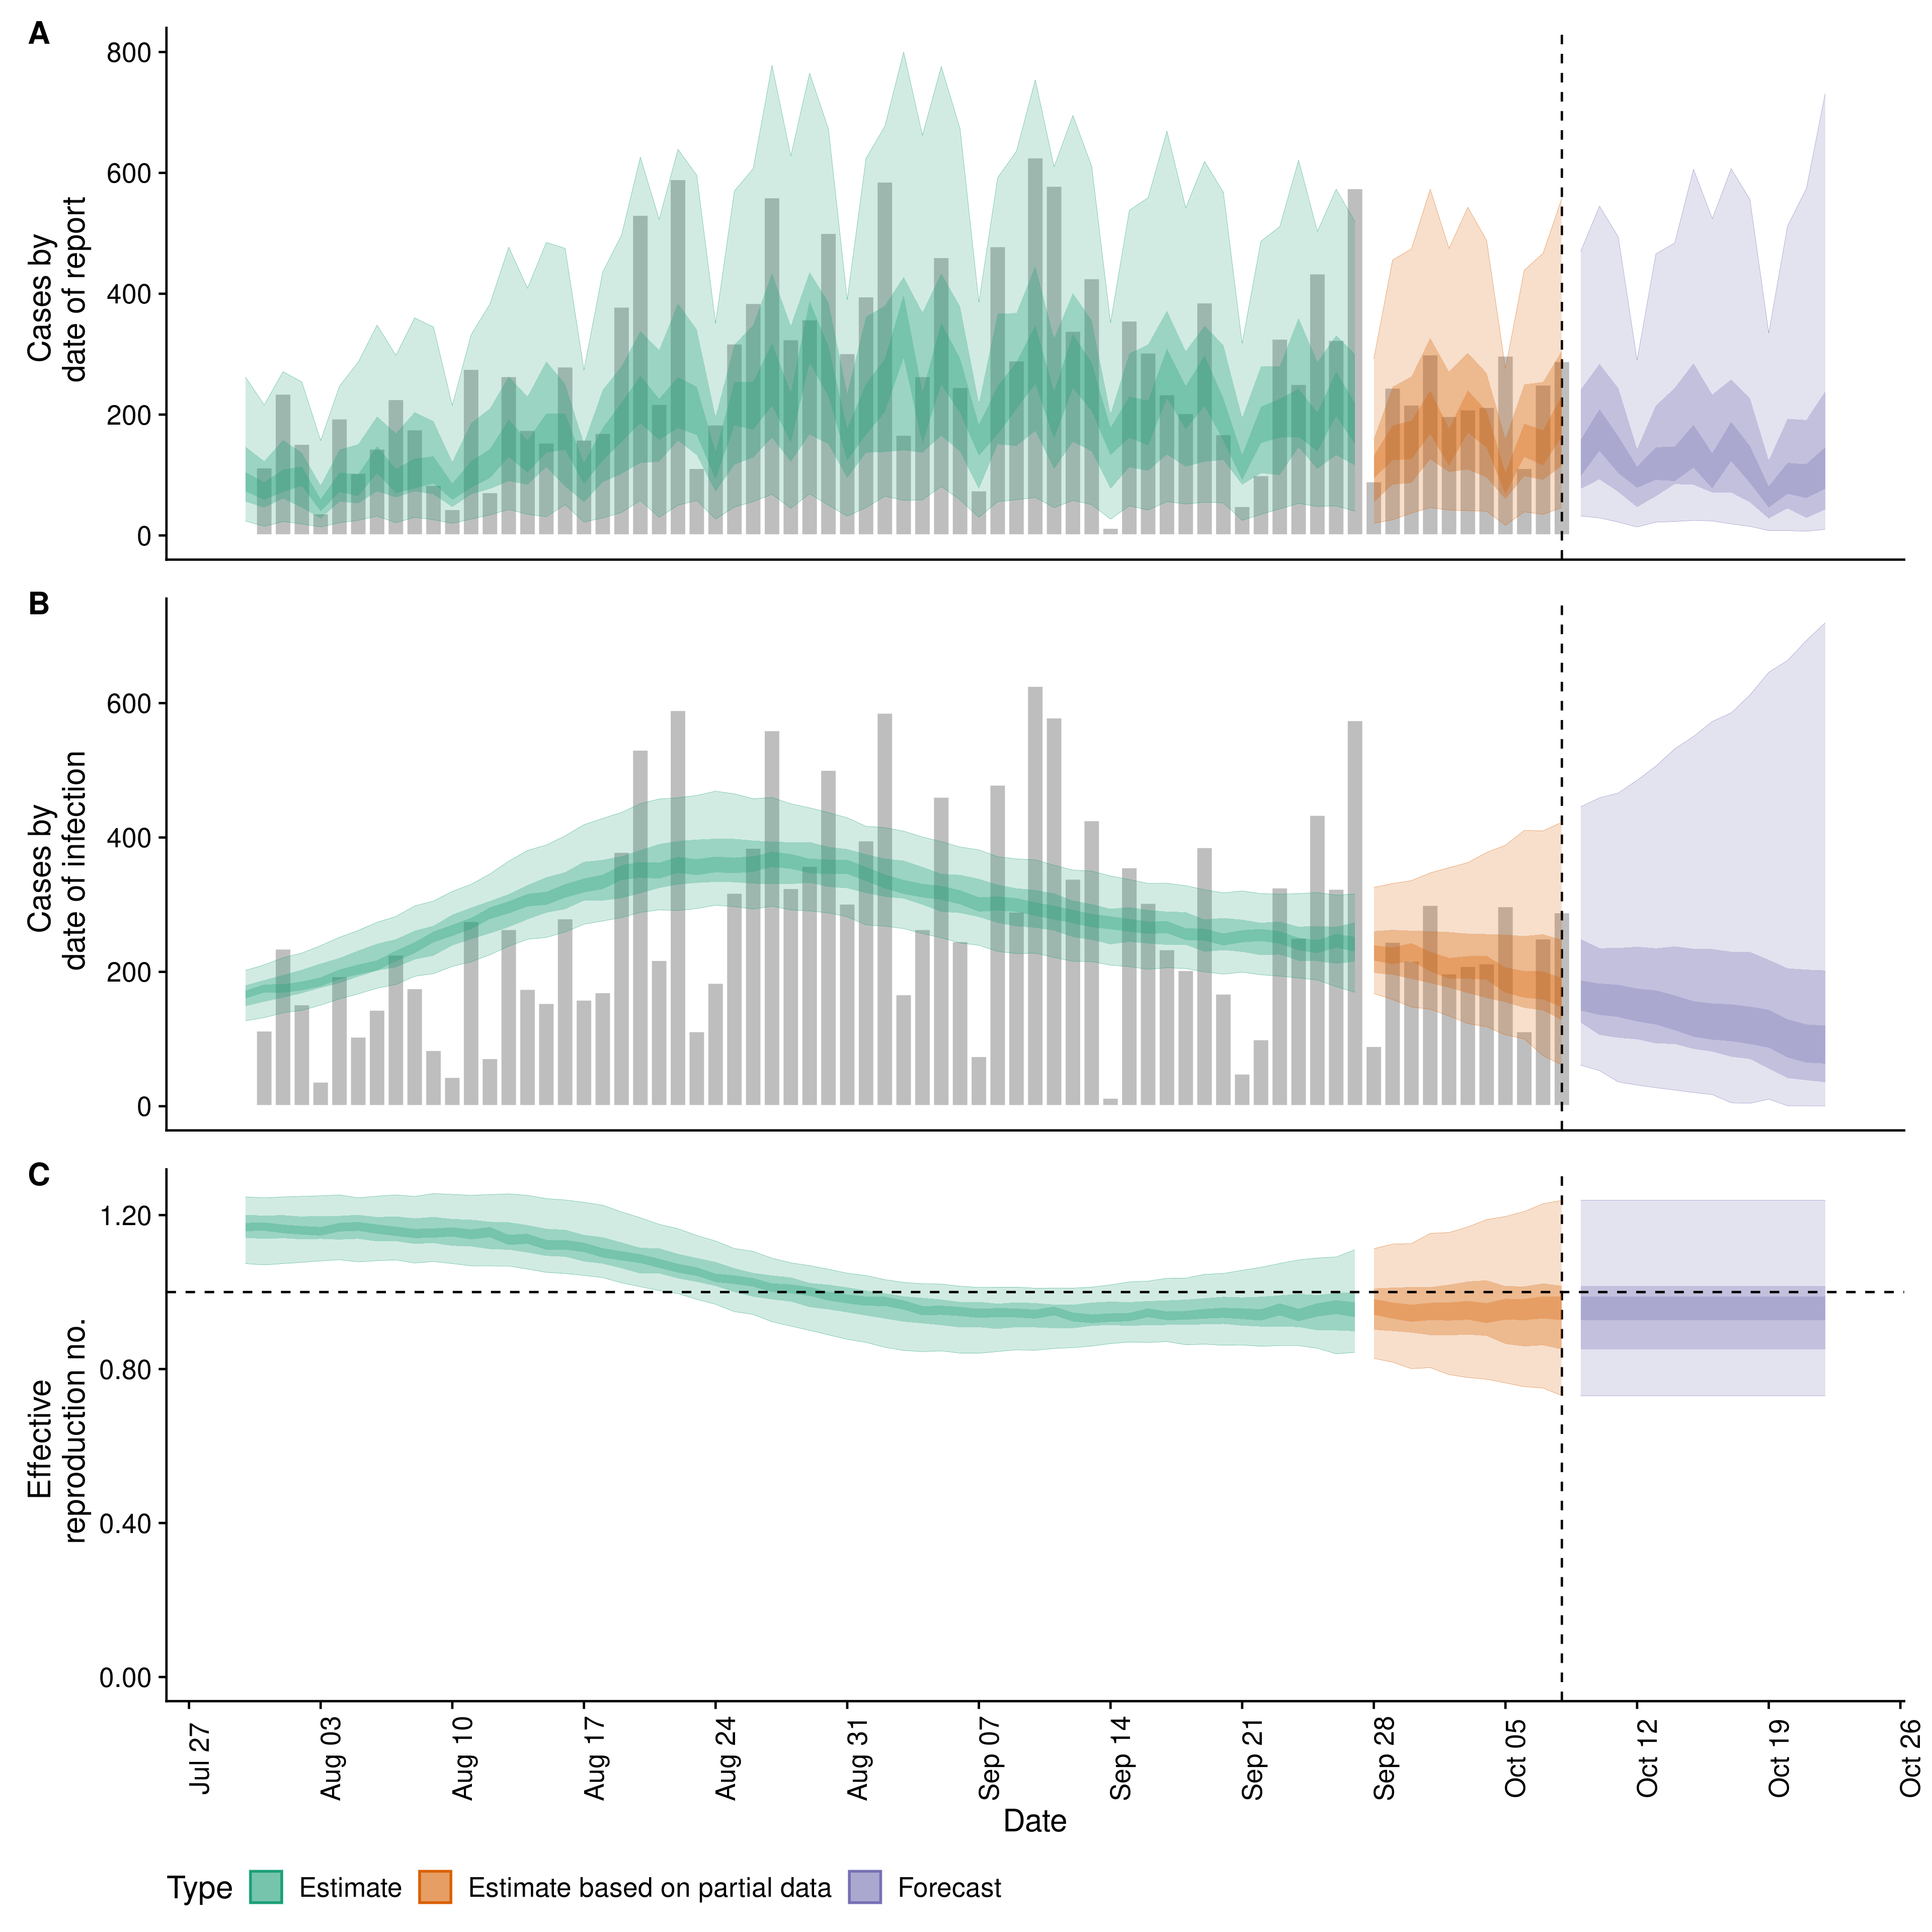 A
800
600
400
200
0
Cases by
date of report
B
600
400
200
0
Cases by
date of infection
C
1.20
0.80
0.40
0.00
Effective
reproduction no.
Jul 27
Aug 03
Aug 10
Aug 17
Aug 24
Aug 31
Sep 07
Sep 14
Sep 21
Sep 28
Oct 05
Oct 12
Oct 19
Oct 26
Date
Type Estimate Estimate based on partial data Forecast